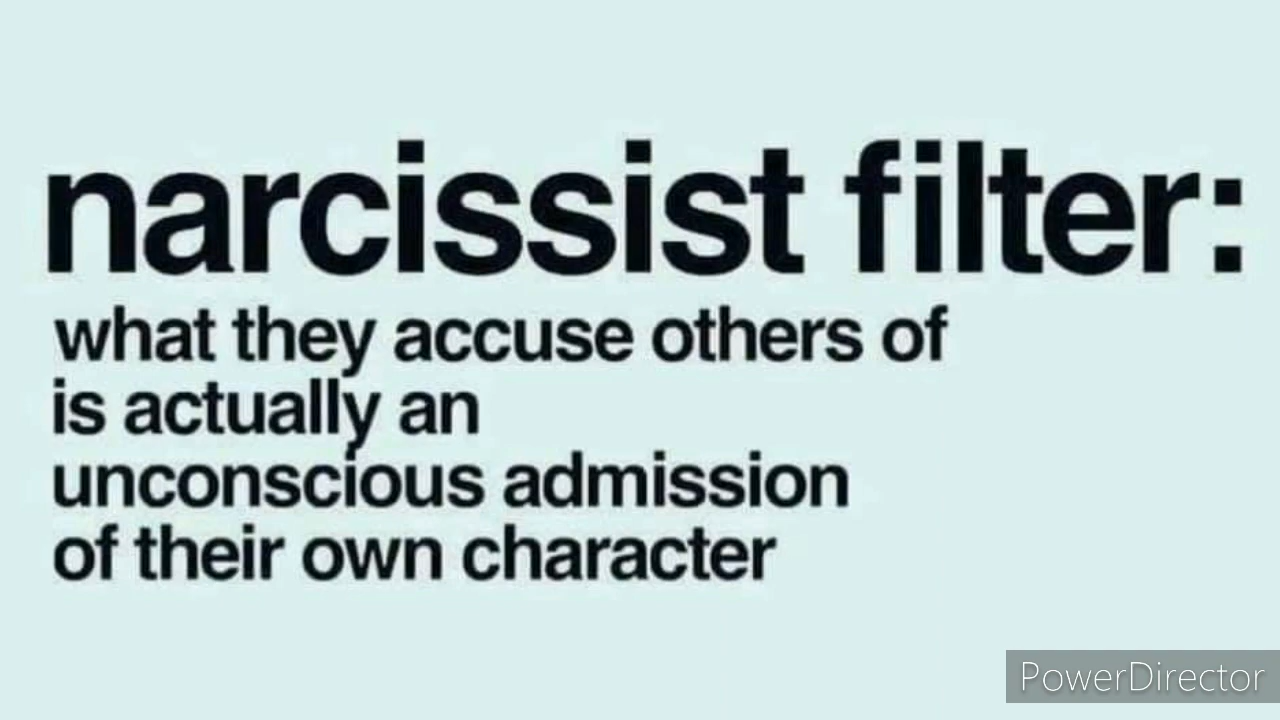 narcissist filter:
what they accuse others of
is actually an
unconscious admission
of their own character
PowerDirector